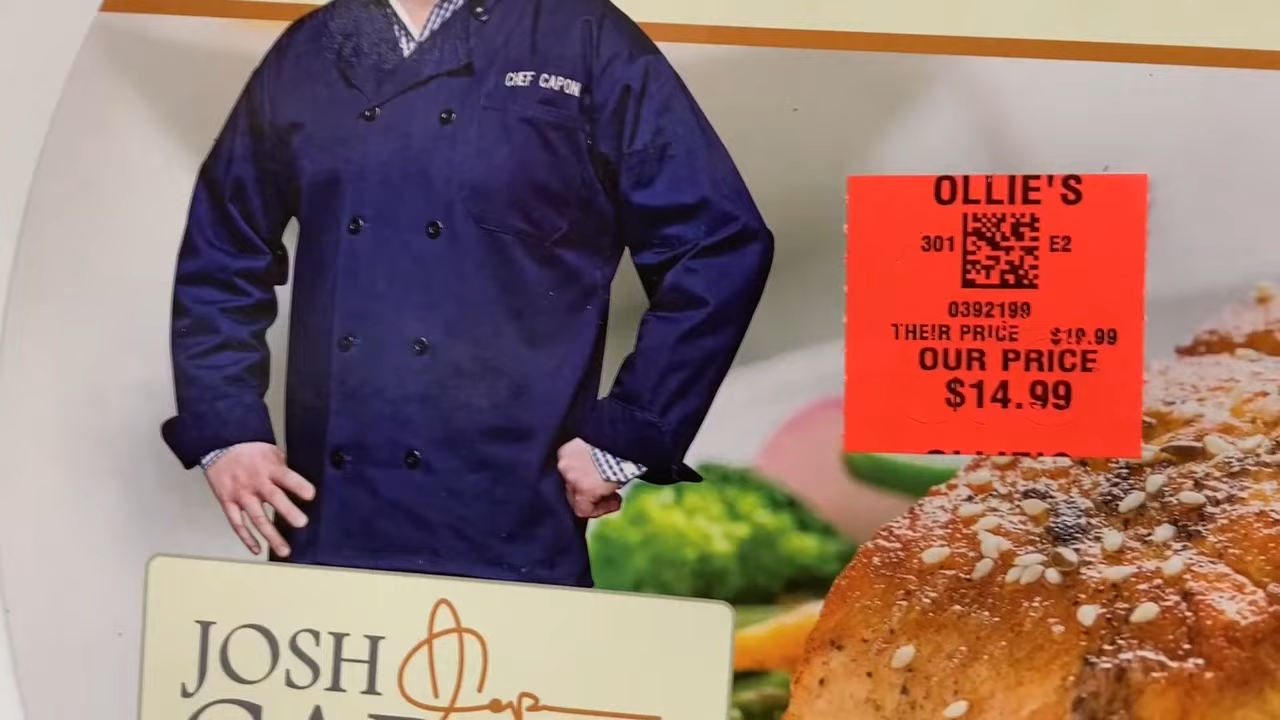 CHEF CAPON
OLLIE'S
301 E2
0392199
THEIR PRICE $19.99
OUR PRICE
$14.99
JOSH